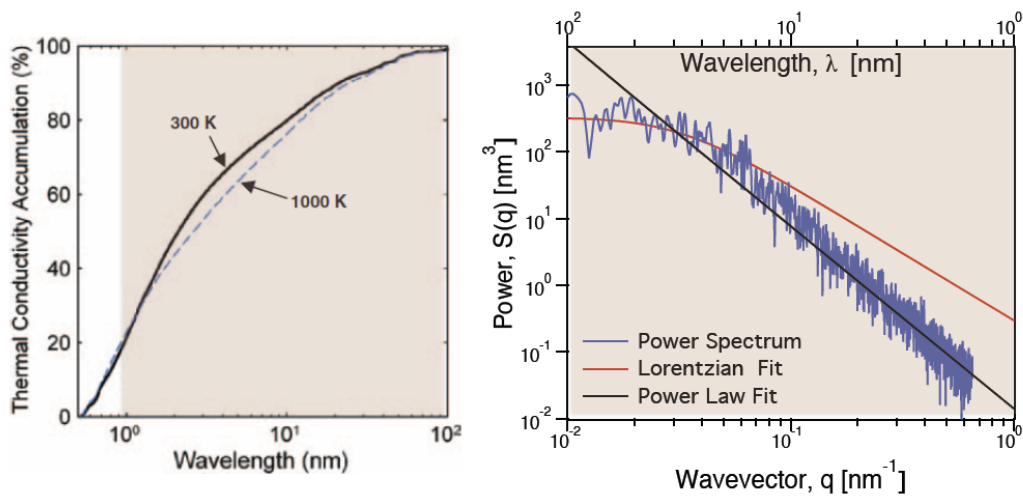 Thermal Conductivity Accumulation (%)
100
80
60
40
20
0
300 K
1000 K
10⁰
10¹
10²
Wavelength (nm)
10²
10¹
10⁰
Wavelength, λ [nm]
Power, S(q) [nm³]
10³
10²
10¹
10⁰
10⁻¹
10⁻²
Power Spectrum
Lorentzian Fit
Power Law Fit
10⁻²
10⁻¹
10⁰
Wavevector, q [nm⁻¹]